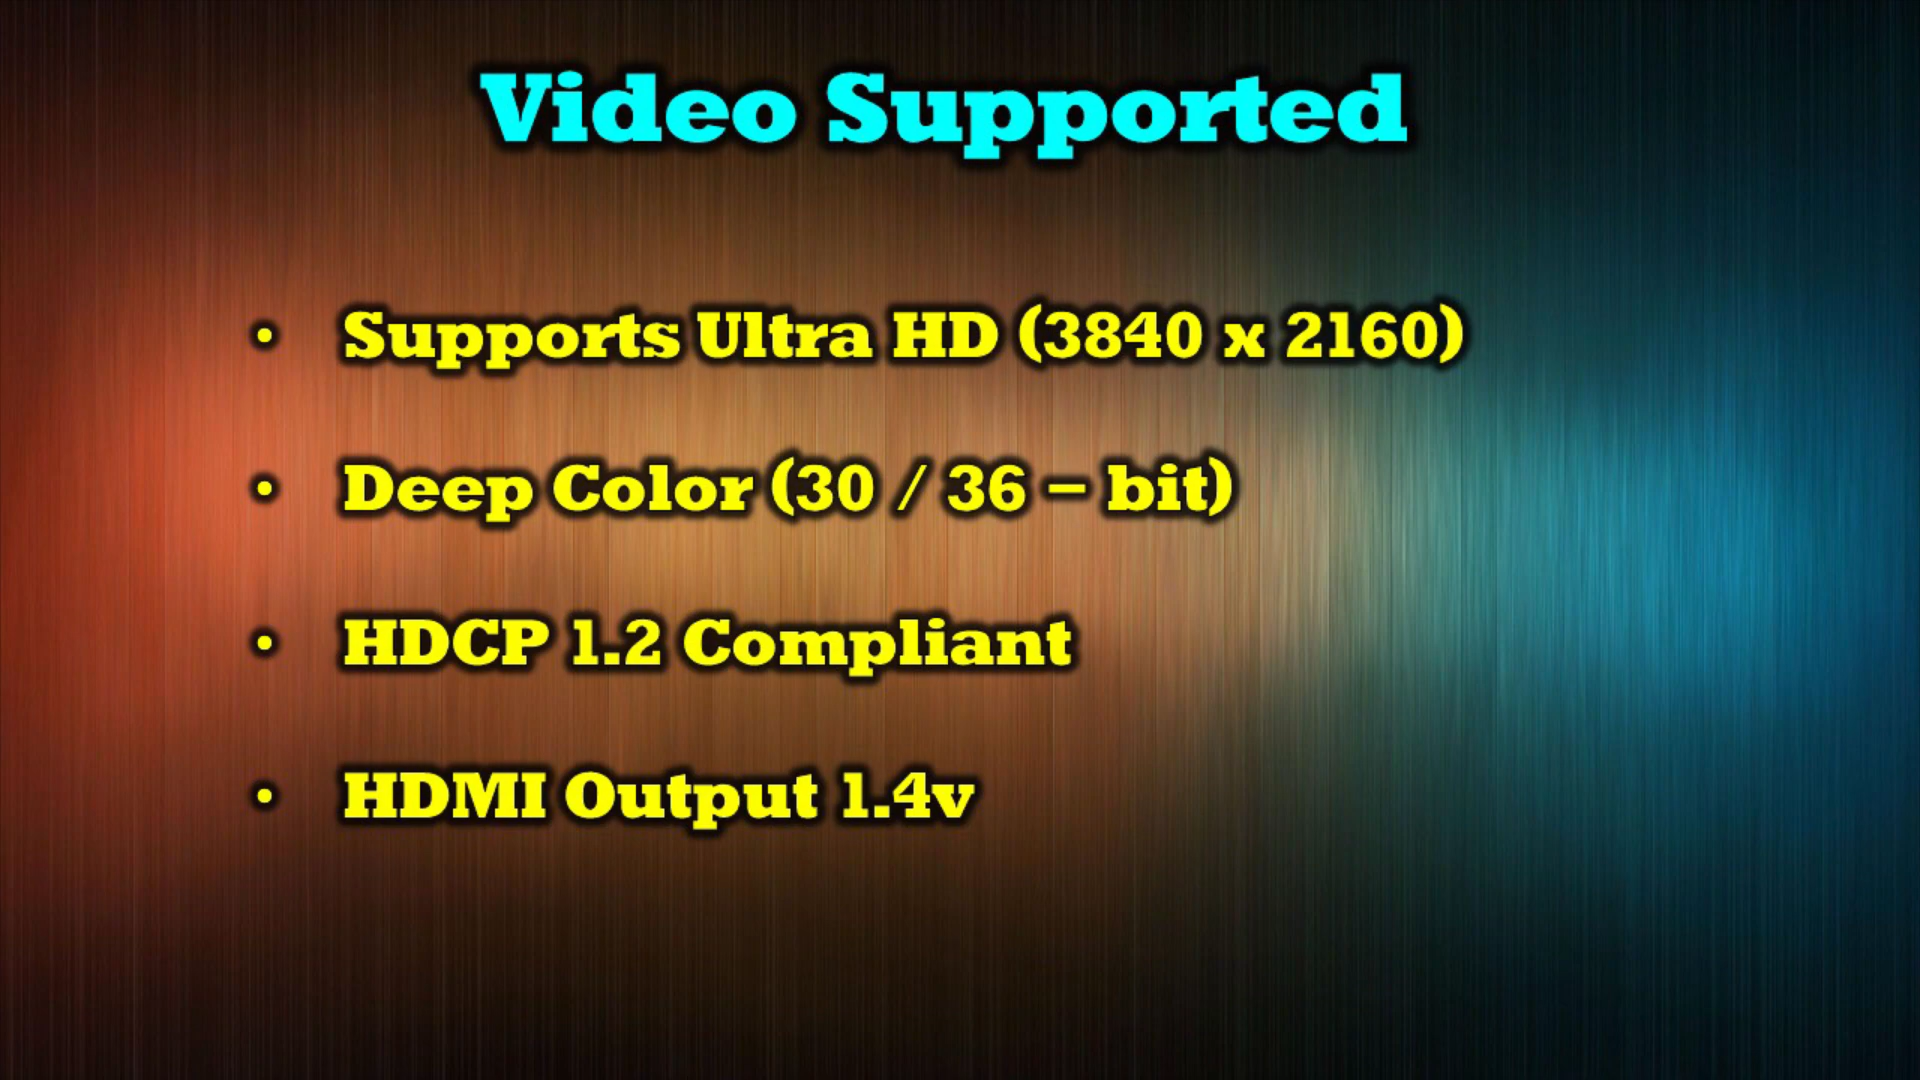 Video Supported
• Supports Ultra HD (3840 x 2160)
• Deep Color (30 / 36 – bit)
• HDCP 1.2 Compliant
• HDMI Output 1.4v